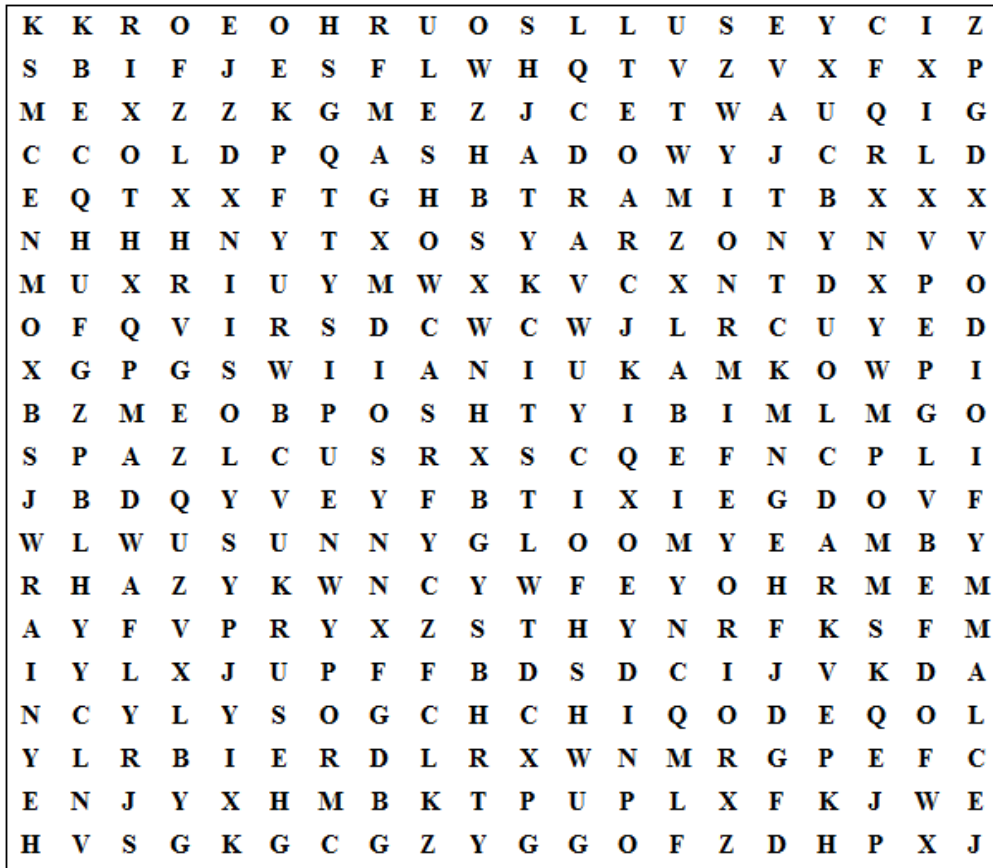 K K R O E O H R U O S L L U S E Y C I Z
S B I F J E S F L W H Q T V Z V X F X P
M E X Z Z K G M E Z J C E T W A U Q I G
C C O L D P Q A S H A D O W Y J C R L D
E Q T X X F T G H B T R A M I T B X X X
N H H H N Y T X O S Y A R Z O N Y N V V
M U X R I U Y M W X K V C X N T D X P O
O F Q V I R S D C W C W J L R C U Y E D
X G P G S W I I A N I U K A M K O W P I
B Z M E O B P O S H T Y I B I M L M G O
S P A Z L C U S R X S C Q E F N C P L I
J B D Q Y V E Y F B T I X I E G D O V F
W L W U S U N N Y G L O O M Y E A M B Y
R H A Z Y K W N C Y W F E Y O H R M E M
A Y F V P R Y X Z S T H Y N R F K S F M
I Y L X J U P F F B D S D C I J V K D A
N C Y L Y S O G C H C H I Q O D E Q O L
Y L R B I E R D L R X W N M R G P E F C
E N J Y X H M B K T P U P L X F K J W E
H V S G K G C G Z Y G G O F Z D H P X J